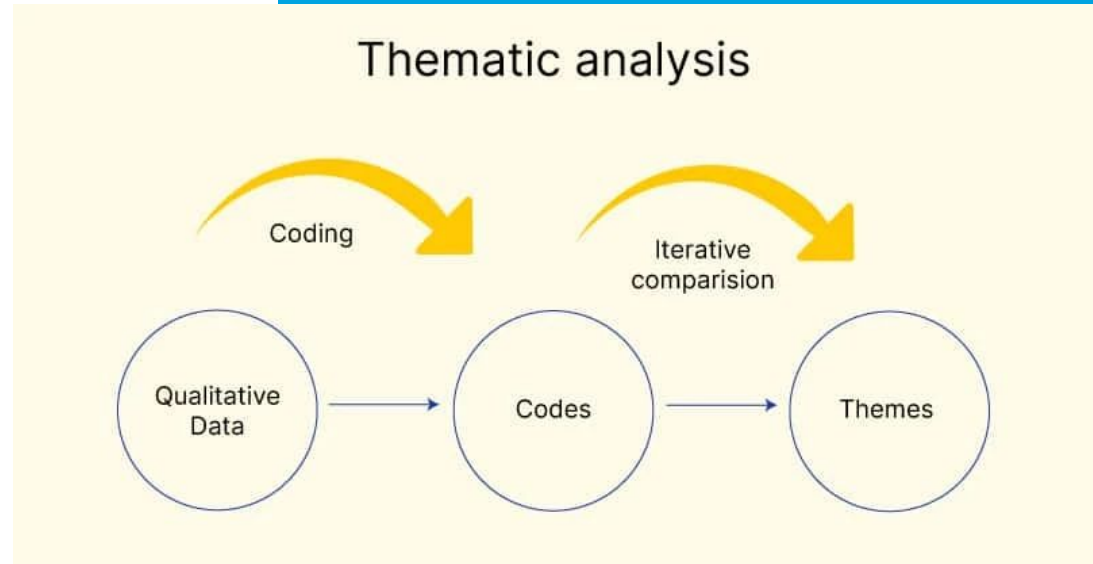 Thematic analysis
Coding
Iterative
comparision
Qualitative
Data
Codes
Themes